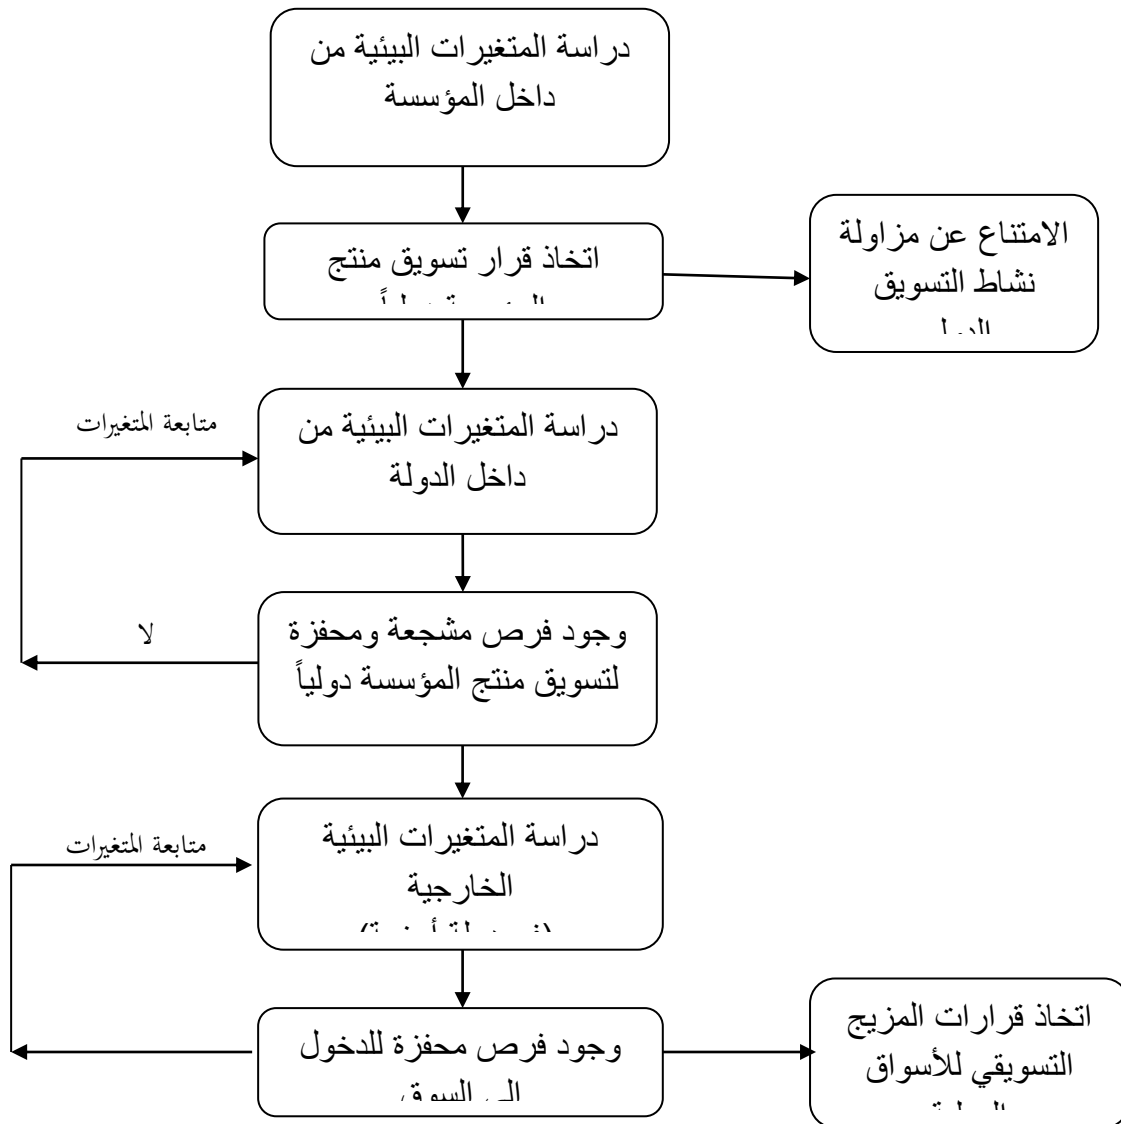 دراسة المتغيرات البيئية من
داخل المؤسسة
اتخاذ قرار تسويق منتج
الامتناع عن مزاولة
نشاط التسويق
متابعة المتغيرات
دراسة المتغيرات البيئية من
داخل الدولة
لا
وجود فرص مشجعة ومحفزة
لتسويق منتج المؤسسة دولياً
متابعة المتغيرات
دراسة المتغيرات البيئية
الخارجية
وجود فرص محفزة للدخول
إلى السوق
اتخاذ قرارات المزيج
التسويقي للأسواق